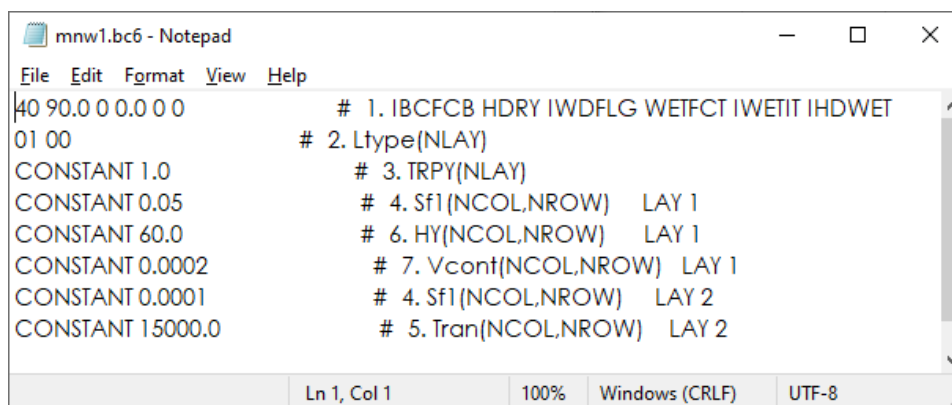 mnw1.bc6 - Notepad
File Edit Format View Help
40 90.0 0 0.0 0 0 # 1. IBCFCB HDRY IWDFLG WETFCT IWETIT IHDWET
01 00 # 2. Ltype(NLAY)
CONSTANT 1.0 # 3. TRPY(NLAY)
CONSTANT 0.05 # 4. Sf1(NCOL,NROW) LAY 1
CONSTANT 60.0 # 6. HY(NCOL,NROW) LAY 1
CONSTANT 0.0002 # 7. Vcont(NCOL,NROW) LAY 1
CONSTANT 0.0001 # 4. Sf1(NCOL,NROW) LAY 2
CONSTANT 15000.0 # 5. Tran(NCOL,NROW) LAY 2
Ln 1, Col 1 100% Windows (CRLF) UTF-8